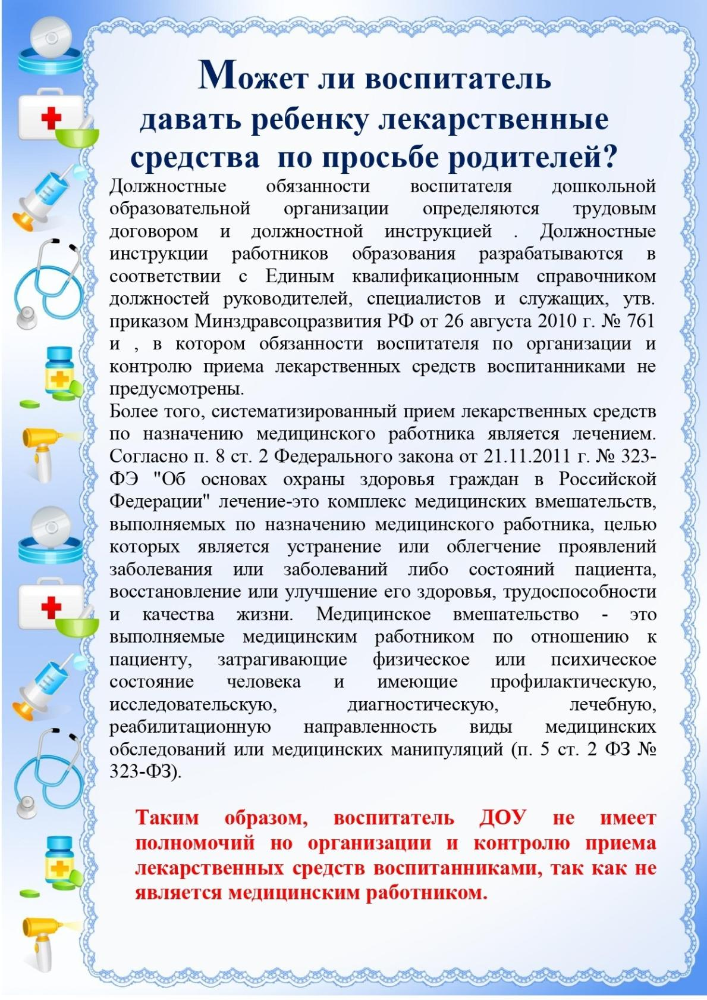 Может ли воспитатель
давать ребенку лекарственные
средства по просьбе родителей?
Должностные обязанности воспитателя дошкольной
образовательной организации определяются трудовым
договором и должностной инструкцией . Должностные
инструкции работников образования разрабатываются в
соответствии с Единым квалификационным справочником
должностей руководителей, специалистов и служащих, утв.
приказом Минздравсоцразвития РФ от 26 августа 2010 г. № 761
и , в котором обязанности воспитателя по организации и
контролю приема лекарственных средств воспитанниками не
предусмотрены.
Более того, систематизированный прием лекарственных средств
по назначению медицинского работника является лечением.
Согласно п. 8 ст. 2 Федерального закона от 21.11.2011 г. № 323-
ФЭ "Об основах охраны здоровья граждан в Российской
Федерации" лечение-это комплекс медицинских вмешательств,
выполняемых по назначению медицинского работника, целью
которых является устранение или облегчение проявлений
заболевания или заболеваний либо состояний пациента,
восстановление или улучшение его здоровья, трудоспособности
и качества жизни. Медицинское вмешательство - это
выполняемые медицинским работником по отношению к
пациенту, затрагивающие физическое или психическое
состояние человека и имеющие профилактическую,
исследовательскую, диагностическую, лечебную,
реабилитационную направленность виды медицинских
обследований или медицинских манипуляций (п. 5 ст. 2 ФЗ №
323-ФЗ).
Таким образом, воспитатель ДОУ не имеет
полномочий но организации и контролю приема
лекарственных средств воспитанниками, так как не
является медицинским работником.